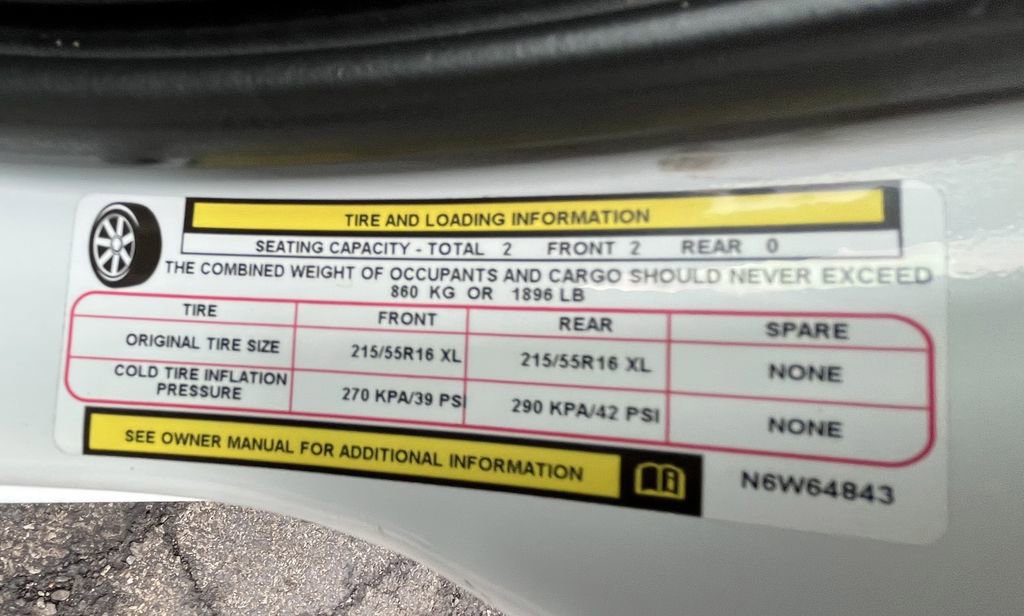 TIRE AND LOADING INFORMATION
SEATING CAPACITY - TOTAL 2 FRONT 2 REAR 0
THE COMBINED WEIGHT OF OCCUPANTS AND CARGO SHOULD NEVER EXCEED
860 KG OR 1896 LB
TIRE FRONT REAR SPARE
ORIGINAL TIRE SIZE 215/55R16 XL 215/55R16 XL NONE
COLD TIRE INFLATION
PRESSURE 270 KPA/39 PSI 290 KPA/42 PSI NONE
SEE OWNER MANUAL FOR ADDITIONAL INFORMATION
N6W64843